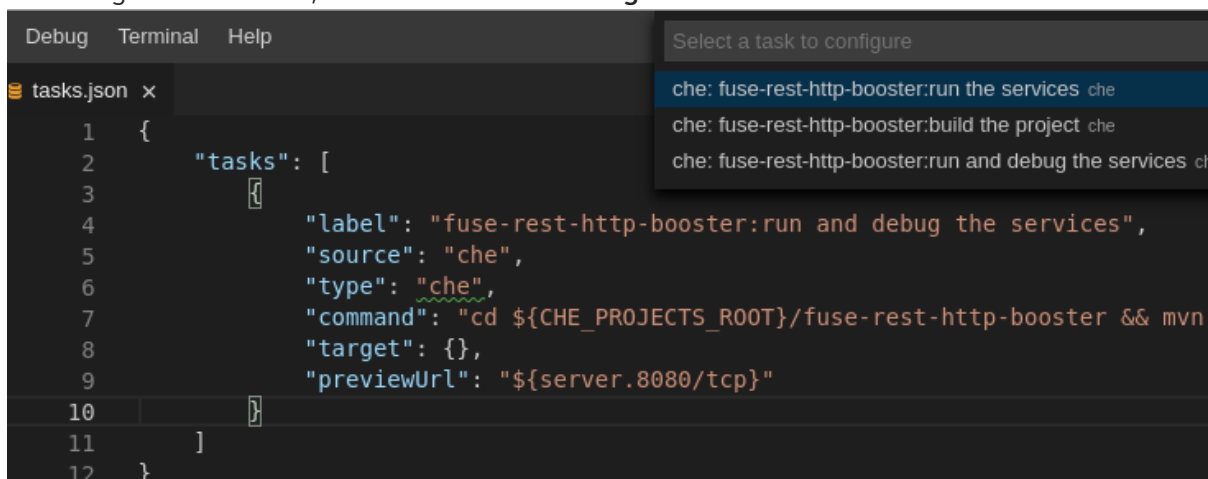 Debug Terminal Help
Select a task to configure
tasks.json ×
che: fuse-rest-http-booster:run the services che
che: fuse-rest-http-booster:build the project che
che: fuse-rest-http-booster:run and debug the services
1 {
2 "tasks": [
3 {
4 "label": "fuse-rest-http-booster:run and debug the services",
5 "source": "che",
6 "type": "che",
7 "command": "cd ${CHE_PROJECTS_ROOT}/fuse-rest-http-booster && mvn
8 "target": {},
9 "previewUrl": "${server.8080/tcp}"
10 }
11 ]
12 }